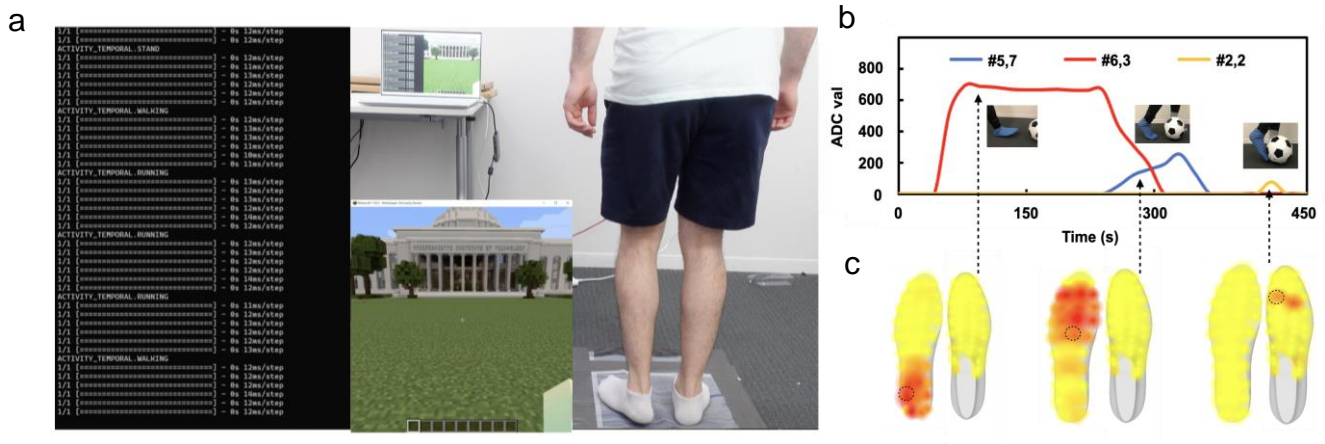 a
1/1 [==============================] - 0s 12ms/step
1/1 [==============================] - 0s 12ms/step
ACTIVITY_TEMPORAL.STAND
1/1 [==============================] - 0s 12ms/step
1/1 [==============================] - 0s 11ms/step
1/1 [==============================] - 0s 13ms/step
1/1 [==============================] - 0s 12ms/step
1/1 [==============================] - 0s 12ms/step
ACTIVITY_TEMPORAL.WALKING
1/1 [==============================] - 0s 12ms/step
1/1 [==============================] - 0s 13ms/step
1/1 [==============================] - 0s 13ms/step
1/1 [==============================] - 0s 11ms/step
1/1 [==============================] - 0s 10ms/step
1/1 [==============================] - 0s 11ms/step
ACTIVITY_TEMPORAL.RUNNING
1/1 [==============================] - 0s 13ms/step
1/1 [==============================] - 0s 12ms/step
1/1 [==============================] - 0s 13ms/step
1/1 [==============================] - 0s 12ms/step
1/1 [==============================] - 0s 14ms/step
1/1 [==============================] - 0s 12ms/step
ACTIVITY_TEMPORAL.RUNNING
1/1 [==============================] - 0s 12ms/step
1/1 [==============================] - 0s 13ms/step
1/1 [==============================] - 0s 12ms/step
1/1 [==============================] - 0s 12ms/step
1/1 [==============================] - 0s 14ms/step
1/1 [==============================] - 0s 12ms/step
ACTIVITY_TEMPORAL.RUNNING
1/1 [==============================] - 0s 11ms/step
1/1 [==============================] - 0s 12ms/step
1/1 [==============================] - 0s 12ms/step
1/1 [==============================] - 0s 12ms/step
1/1 [==============================] - 0s 12ms/step
1/1 [==============================] - 0s 13ms/step
ACTIVITY_TEMPORAL.WALKING
1/1 [==============================] - 0s 12ms/step
1/1 [==============================] - 0s 12ms/step
1/1 [==============================] - 0s 12ms/step
1/1 [==============================] - 0s 14ms/step
1/1 [==============================] - 0s 12ms/step
1/1 [==============================] - 0s 12ms/step
MASSACHUSETTS INSTITUTE OF TECHNOLOGY
b
#5,7 #6,3 #2,2
ADC val
800
600
400
200
0
0 150 300 450
Time (s)
c